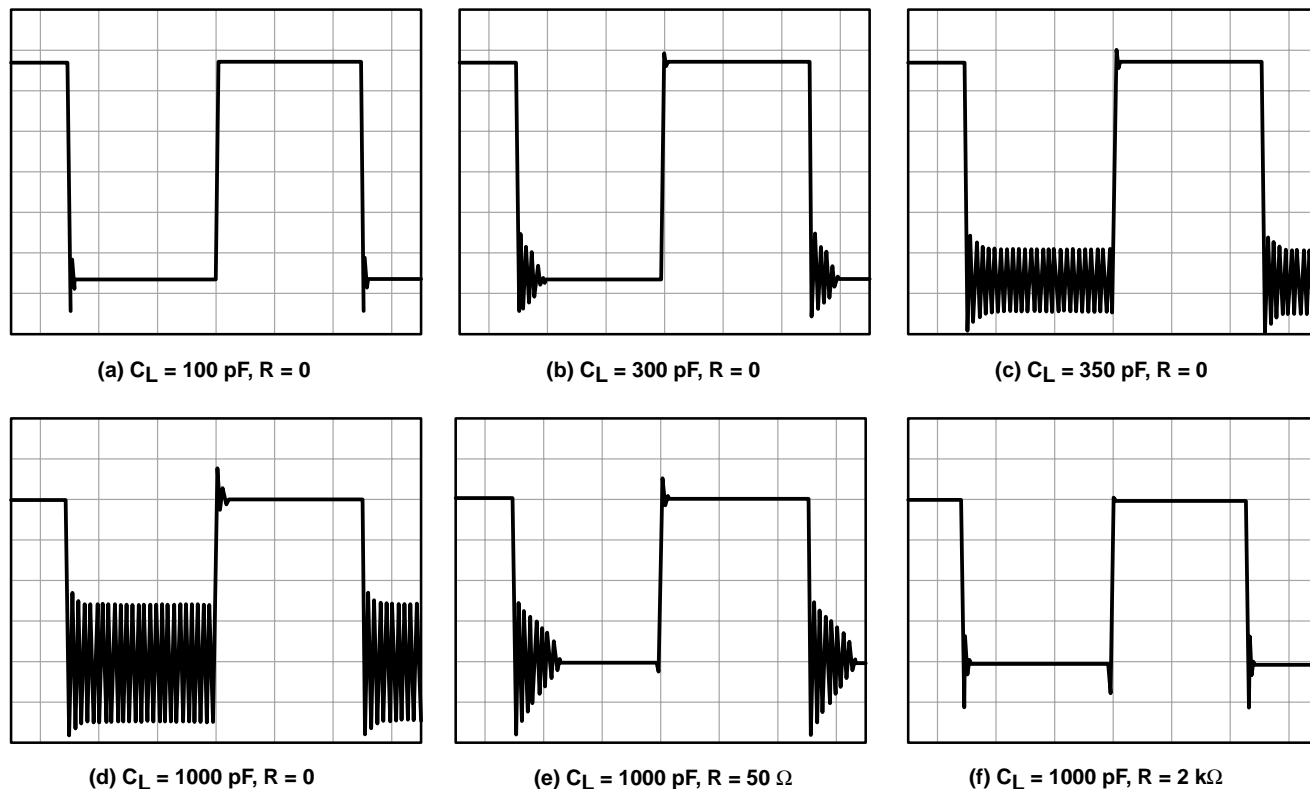 (a) CL = 100 pF, R = 0
(b) CL = 300 pF, R = 0
(c) CL = 350 pF, R = 0
(d) CL = 1000 pF, R = 0
(e) CL = 1000 pF, R = 50 Ω
(f) CL = 1000 pF, R = 2 kΩ